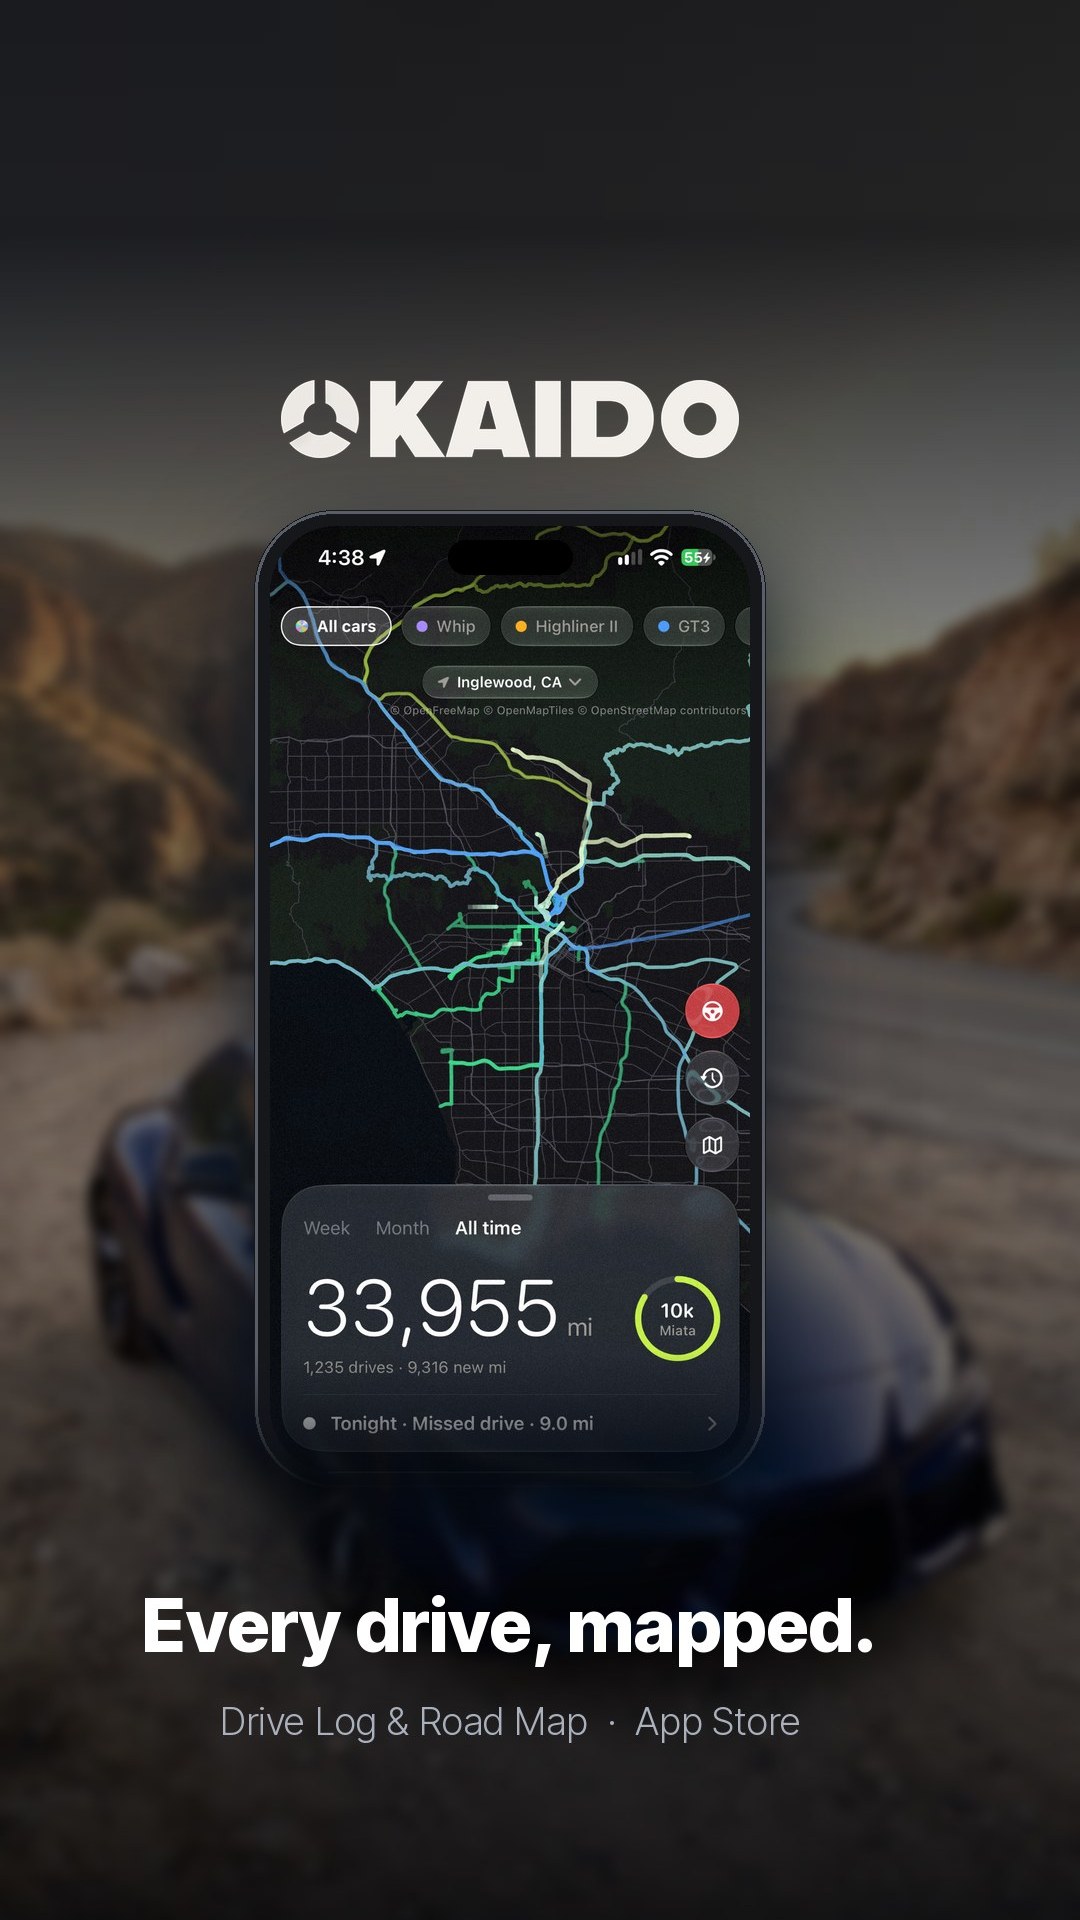 KAIDO
4:38
55
All cars
Whip
Highliner II
GT3
Inglewood, CA
© OpenFreeMap © OpenMapTiles © OpenStreetMap contributors
Week Month All time
33,955 mi
10k
Miata
1,235 drives · 9,316 new mi
Tonight · Missed drive · 9.0 mi
Every drive, mapped.
Drive Log & Road Map · App Store